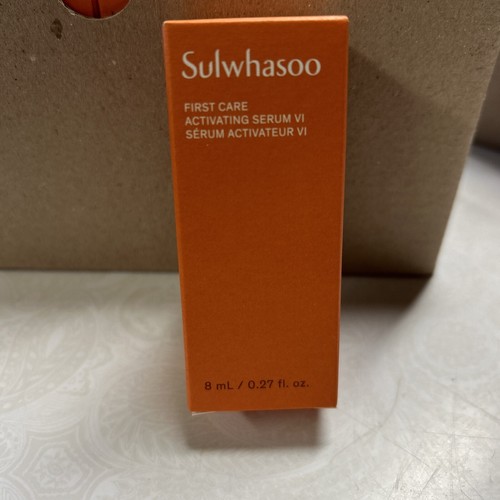 Sulwhasoo
FIRST CARE
ACTIVATING SERUM VI
SÉRUM ACTIVATEUR VI
8 mL / 0.27 fl. oz.